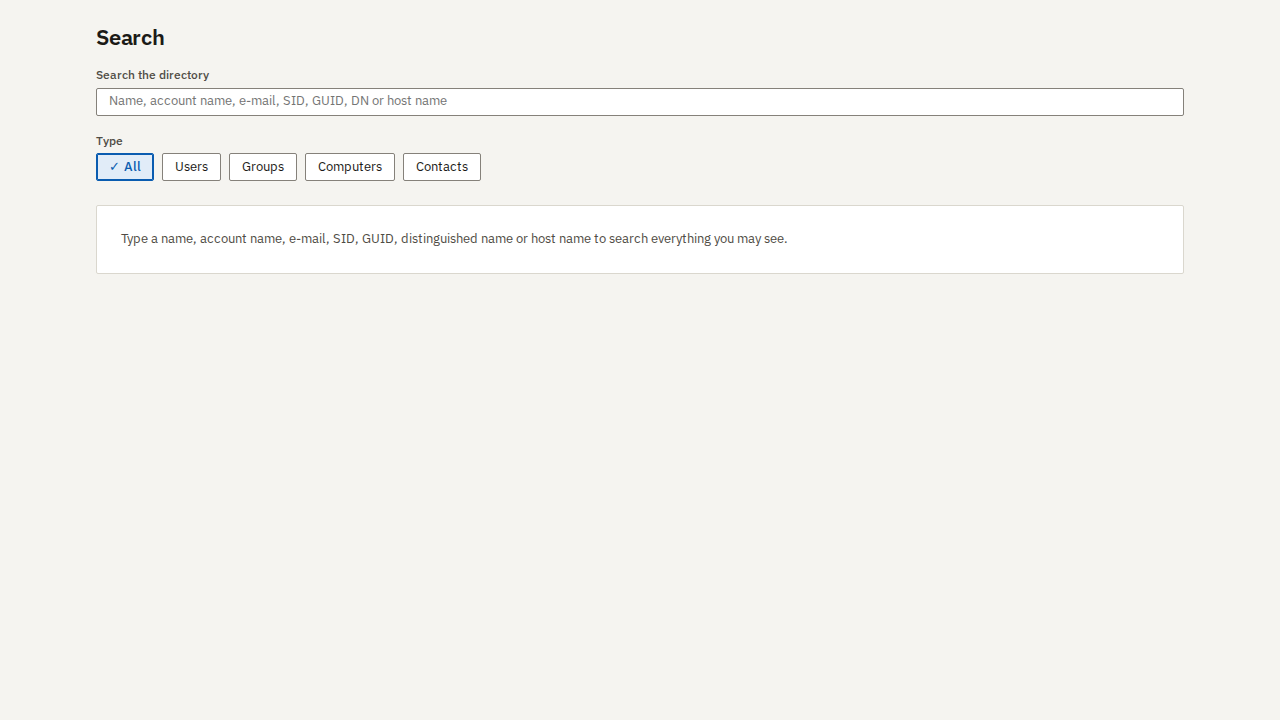 Search
Search the directory
Name, account name, e-mail, SID, GUID, DN or host name
Type
✓ All
Users
Groups
Computers
Contacts
Type a name, account name, e-mail, SID, GUID, distinguished name or host name to search everything you may see.